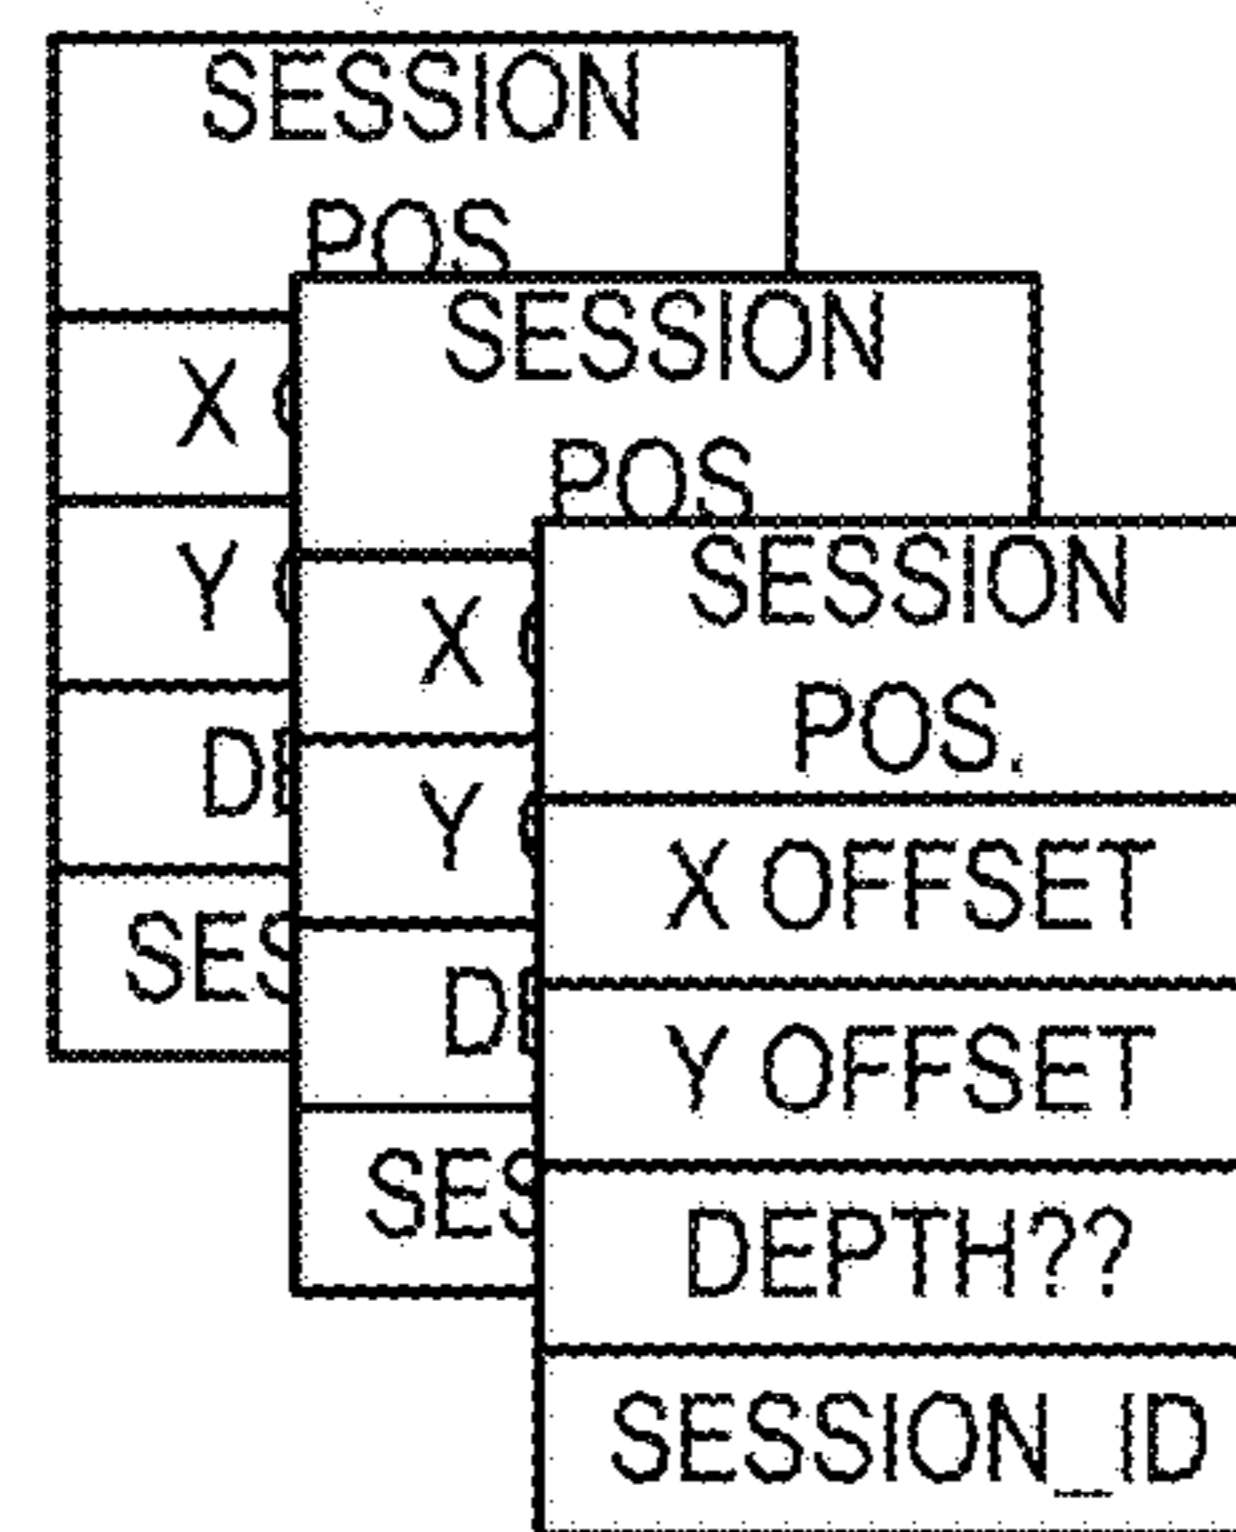 SESSION
POS
X
Y
SESSION
POS
X
Y
SESSION
POS.
X OFFSET
Y OFFSET
DEPTH??
SESSION_ID